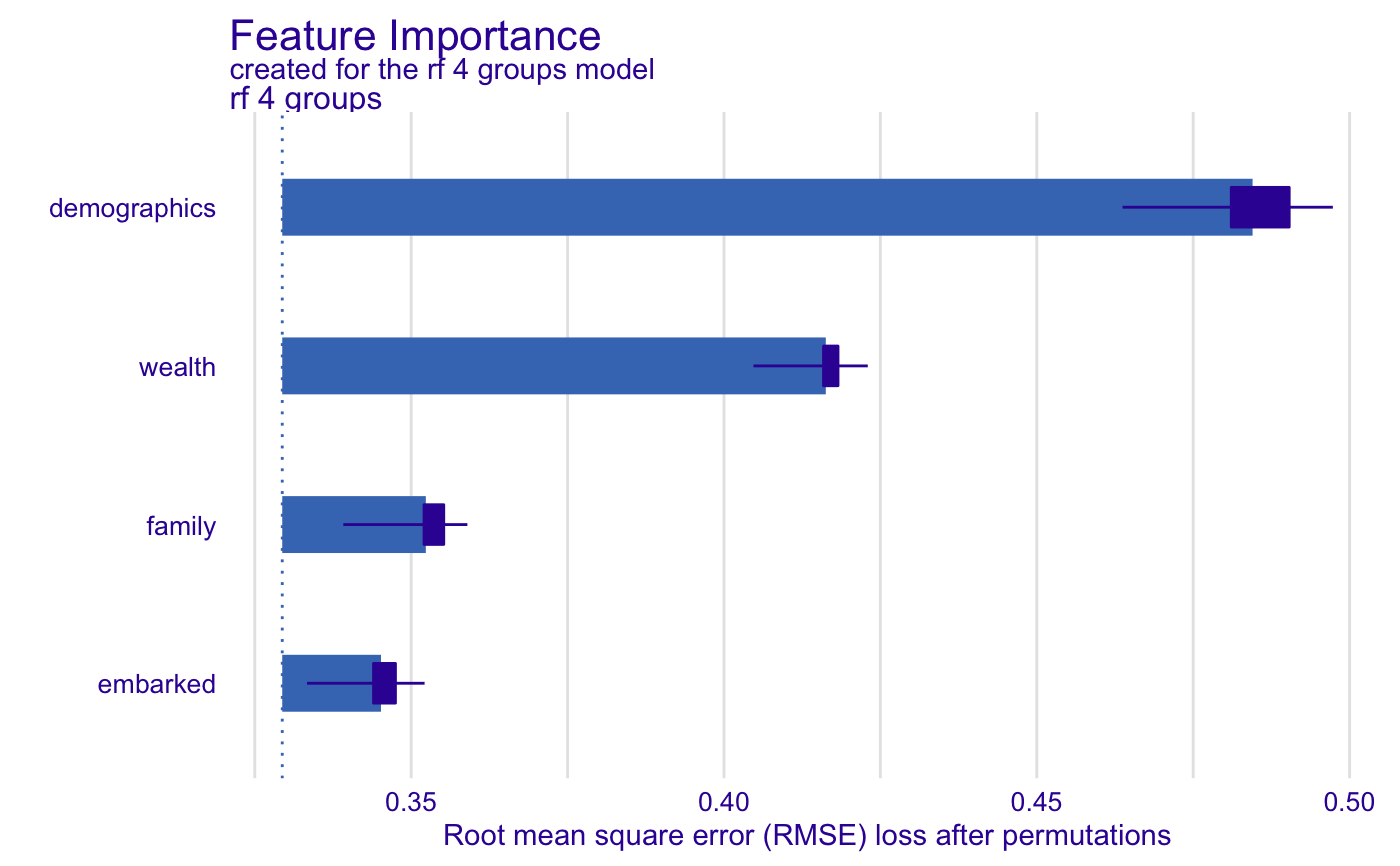 Feature Importance
created for the rf 4 groups model
rf 4 groups
demographics
wealth
family
embarked
0.35 0.40 0.45 0.50
Root mean square error (RMSE) loss after permutations